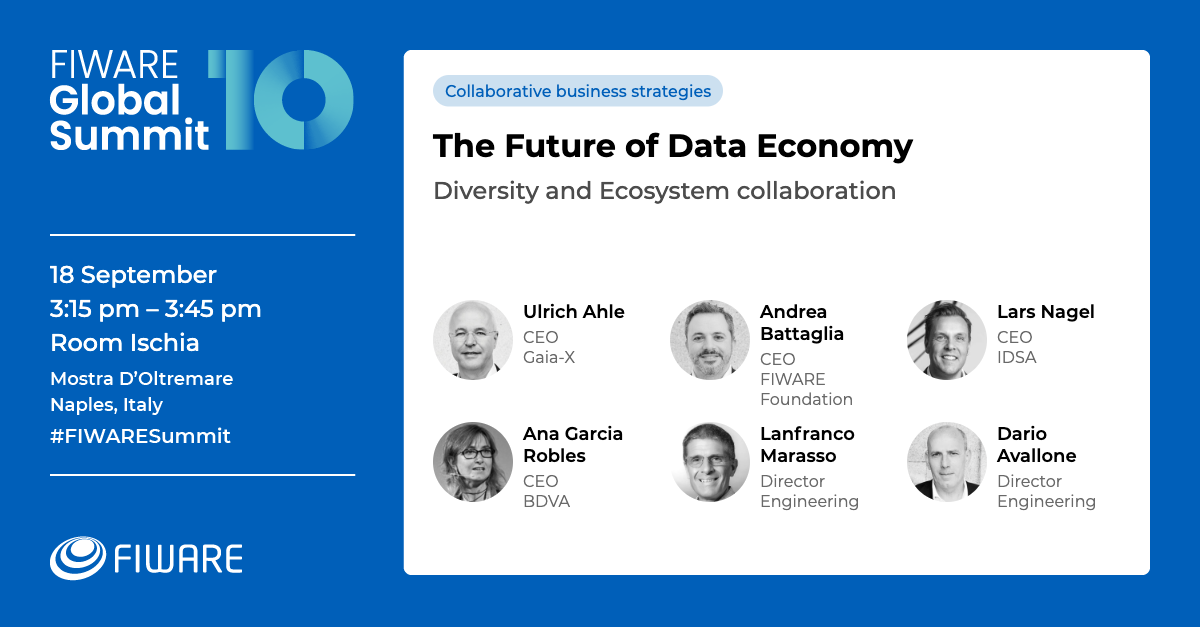 FIWARE
Global
Summit
10
18 September
3:15 pm – 3:45 pm
Room Ischia
Mostra D’Oltremare
Naples, Italy
#FIWARESummit
FIWARE
Collaborative business strategies
The Future of Data Economy
Diversity and Ecosystem collaboration
Ulrich Ahle
CEO
Gaia-X
Andrea
Battaglia
CEO
FIWARE
Foundation
Lars Nagel
CEO
IDSA
Ana Garcia
Robles
CEO
BDVA
Lanfranco
Marasso
Director
Engineering
Dario
Avallone
Director
Engineering